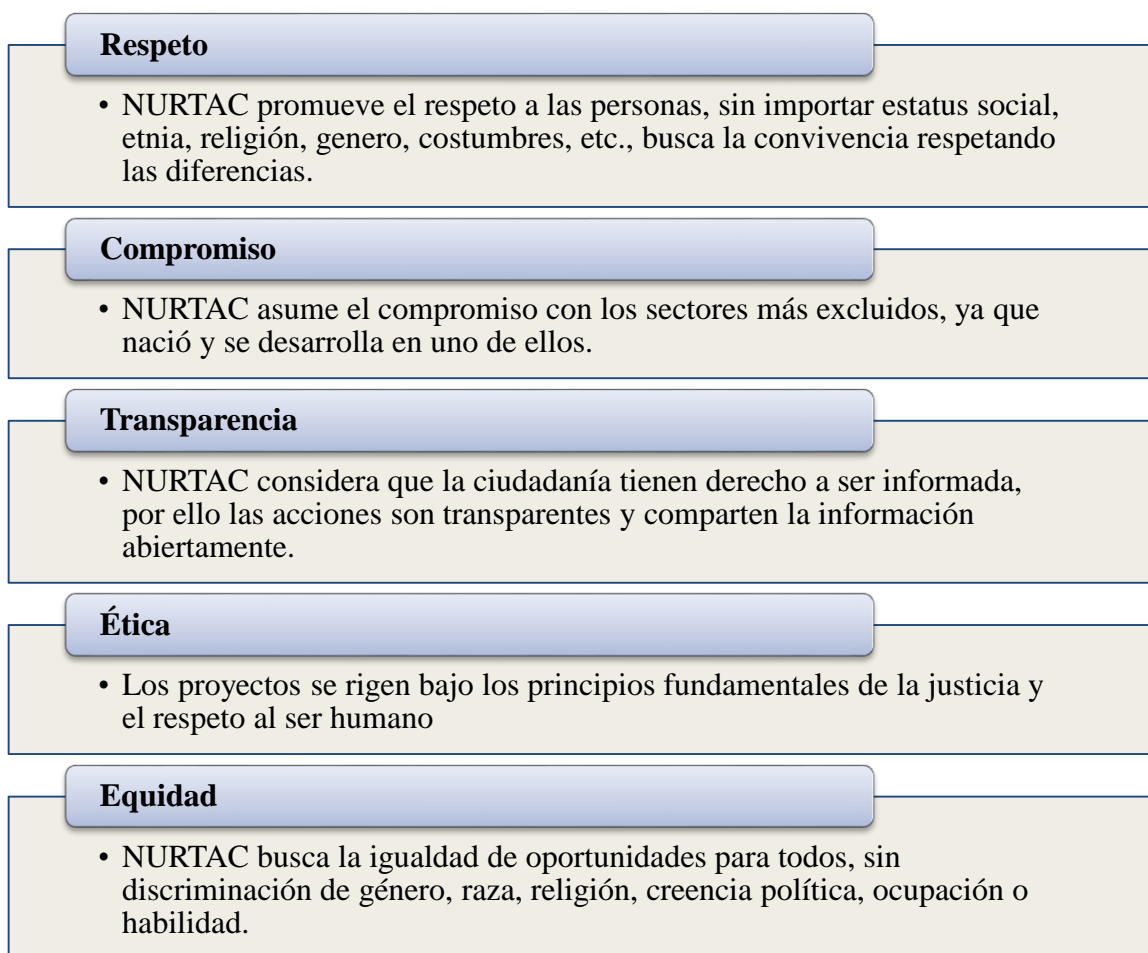 Respeto
• NURTAC promueve el respeto a las personas, sin importar estatus social,
etnia, religión, genero, costumbres, etc., busca la convivencia respetando
las diferencias.
Compromiso
• NURTAC asume el compromiso con los sectores más excluidos, ya que
nació y se desarrolla en uno de ellos.
Transparencia
• NURTAC considera que la ciudadanía tienen derecho a ser informada,
por ello las acciones son transparentes y comparten la información
abiertamente.
Ética
• Los proyectos se rigen bajo los principios fundamentales de la justicia y
el respeto al ser humano
Equidad
• NURTAC busca la igualdad de oportunidades para todos, sin
discriminación de género, raza, religión, creencia política, ocupación o
habilidad.